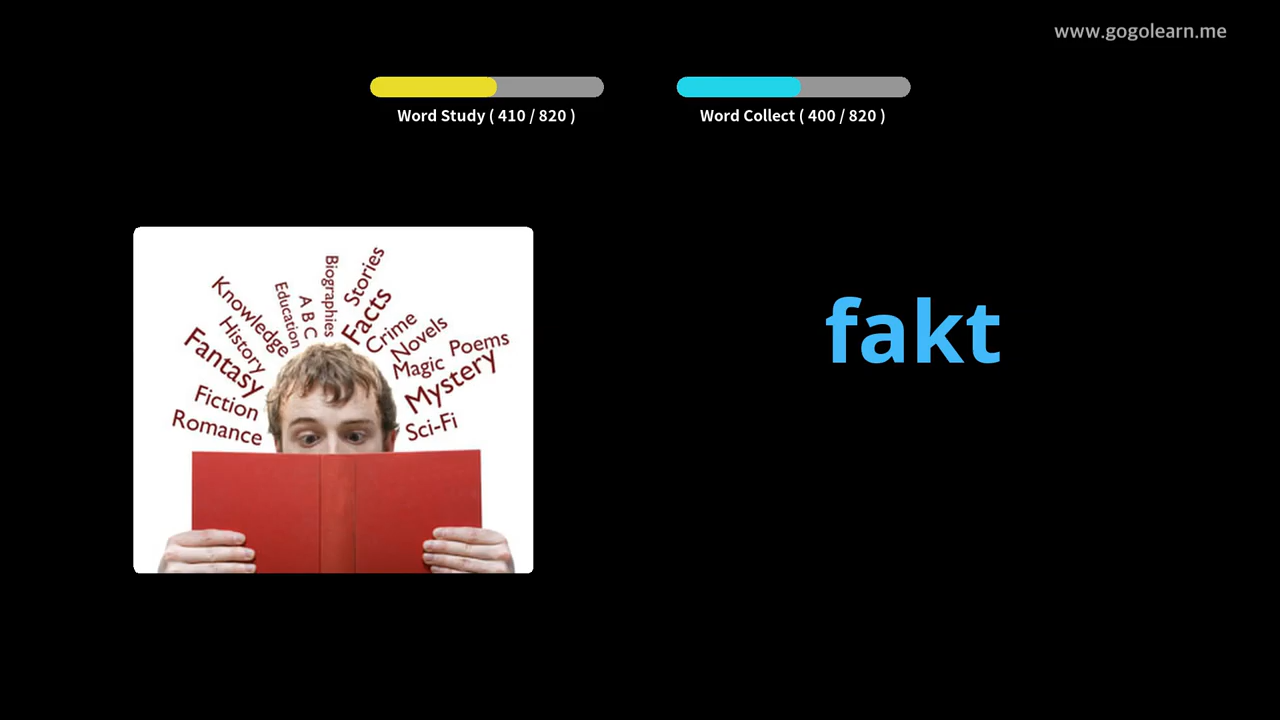 www.gogolearn.me
Word Study ( 410 / 820 )
Word Collect ( 400 / 820 )
Knowledge
Education
A B C
Biographies
Stories
Facts
Crime
Novels
Poems
History
Magic
Fantasy
Mystery
Fiction
Sci-Fi
Romance
fakt